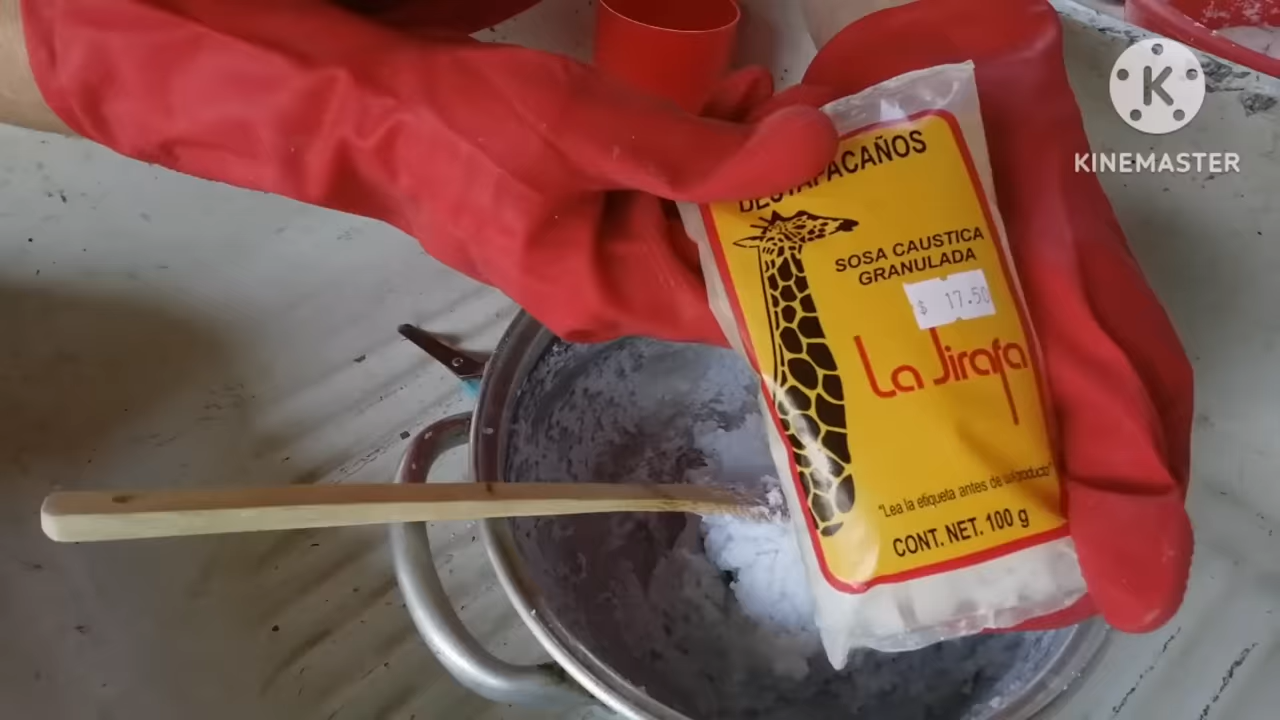 DESTAPACAÑOS
SOSA CAUSTICA
GRANULADA
$ 17.50
La Jirafa
"Lea la etiqueta antes de
CONT. NET. 100 g
K
KINEMASTER